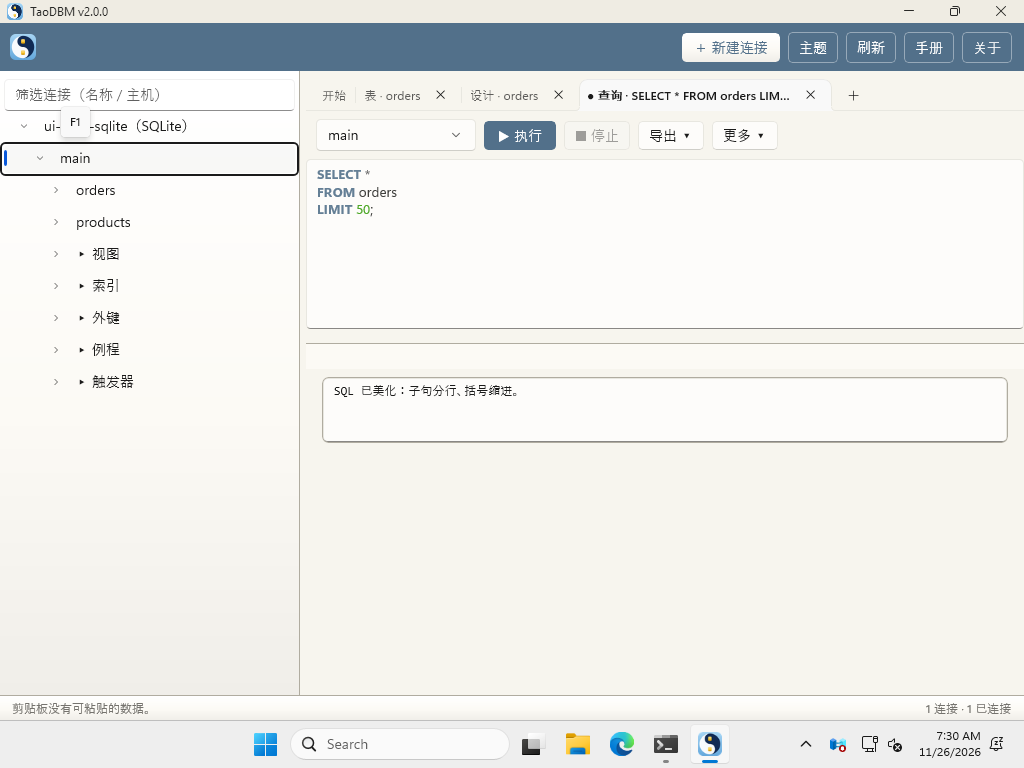 TaoDBM v2.0.0
+ 新建连接
主题
刷新
手册
关于
筛选连接（名称 / 主机）
F1
ui-
-sqlite（SQLite）
main
orders
products
▸ 视图
▸ 索引
▸ 外键
▸ 例程
▸ 触发器
开始
表 · orders
设计 · orders
● 查询 · SELECT * FROM orders LIM...
main
执行
停止
导出 ▾
更多 ▾
SELECT *
FROM orders
LIMIT 50;
SQL 已美化：子句分行、括号缩进。
剪贴板没有可粘贴的数据。
1 连接 · 1 已连接
Search
7:30 AM
11/26/2026